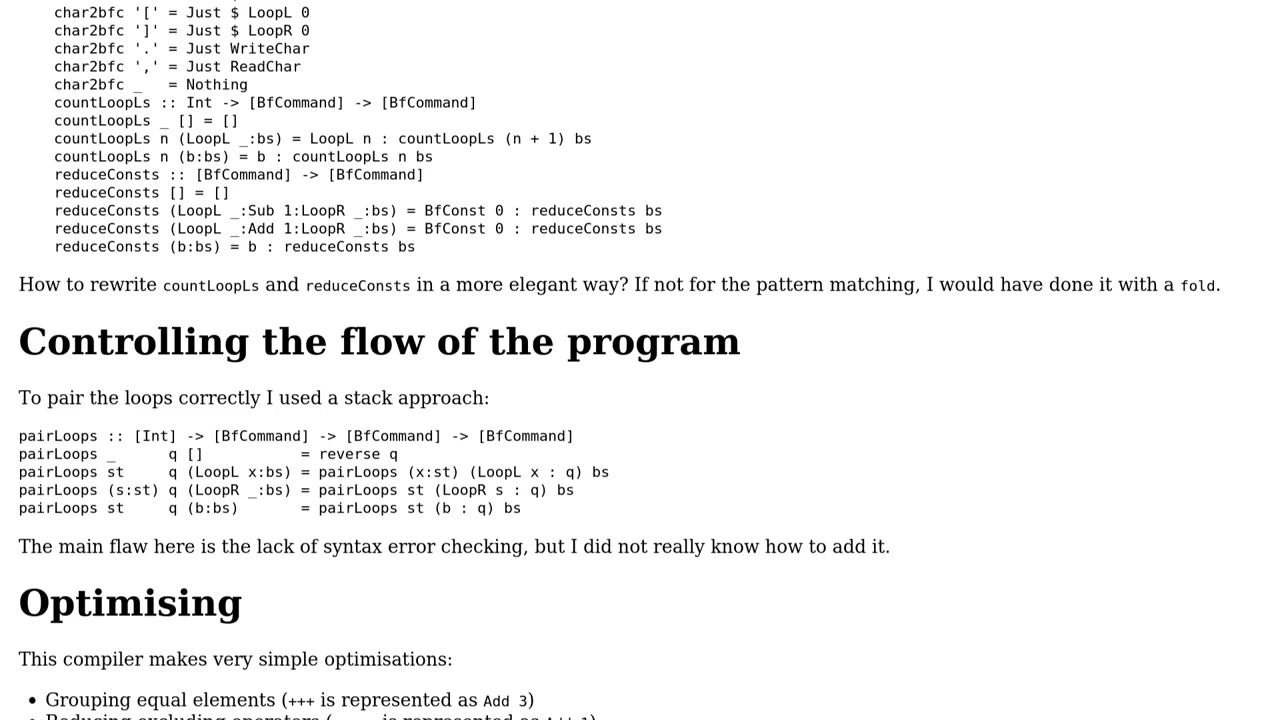 char2bfc '[' = Just $ LoopL 0
char2bfc ']' = Just $ LoopR 0
char2bfc '.' = Just WriteChar
char2bfc ',' = Just ReadChar
char2bfc _   = Nothing
countLoopLs :: Int -> [BfCommand] -> [BfCommand]
countLoopLs _ [] = []
countLoopLs n (LoopL _:bs) = LoopL n : countLoopLs (n + 1) bs
countLoopLs n (b:bs) = b : countLoopLs n bs
reduceConsts :: [BfCommand] -> [BfCommand]
reduceConsts [] = []
reduceConsts (LoopL _:Sub 1:LoopR _:bs) = BfConst 0 : reduceConsts bs
reduceConsts (LoopL _:Add 1:LoopR _:bs) = BfConst 0 : reduceConsts bs
reduceConsts (b:bs) = b : reduceConsts bs
How to rewrite countLoopLs and reduceConsts in a more elegant way? If not for the pattern matching, I would have done it with a fold.
Controlling the flow of the program
To pair the loops correctly I used a stack approach:
pairLoops :: [Int] -> [BfCommand] -> [BfCommand] -> [BfCommand]
pairLoops _      q []           = reverse q
pairLoops st     q (LoopL x:bs) = pairLoops (x:st) (LoopL x : q) bs
pairLoops (s:st) q (LoopR _:bs) = pairLoops st (LoopR s : q) bs
pairLoops st     q (b:bs)       = pairLoops st (b : q) bs
The main flaw here is the lack of syntax error checking, but I did not really know how to add it.
Optimising
This compiler makes very simple optimisations:
• Grouping equal elements (+++ is represented as Add 3)
• Reducing excluding operators ( is represented as Add 1)